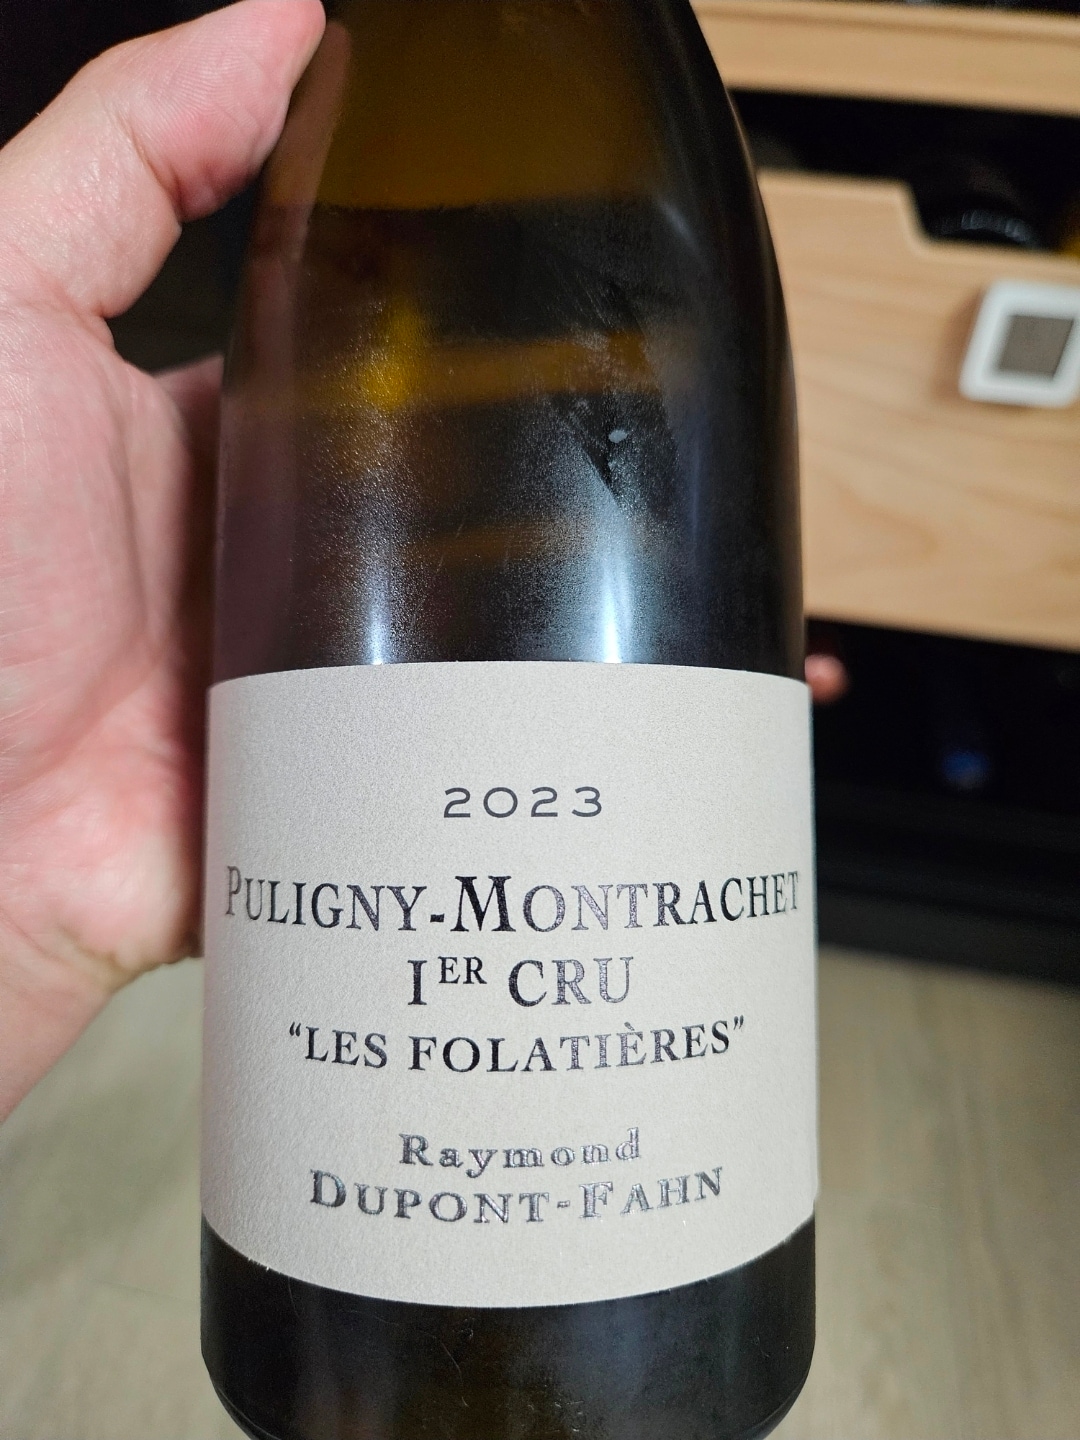 2023
PULIGNY-MONTRACHET
1ER CRU
“LES FOLATIÈRES”
Raymond
DUPONT-FAHN